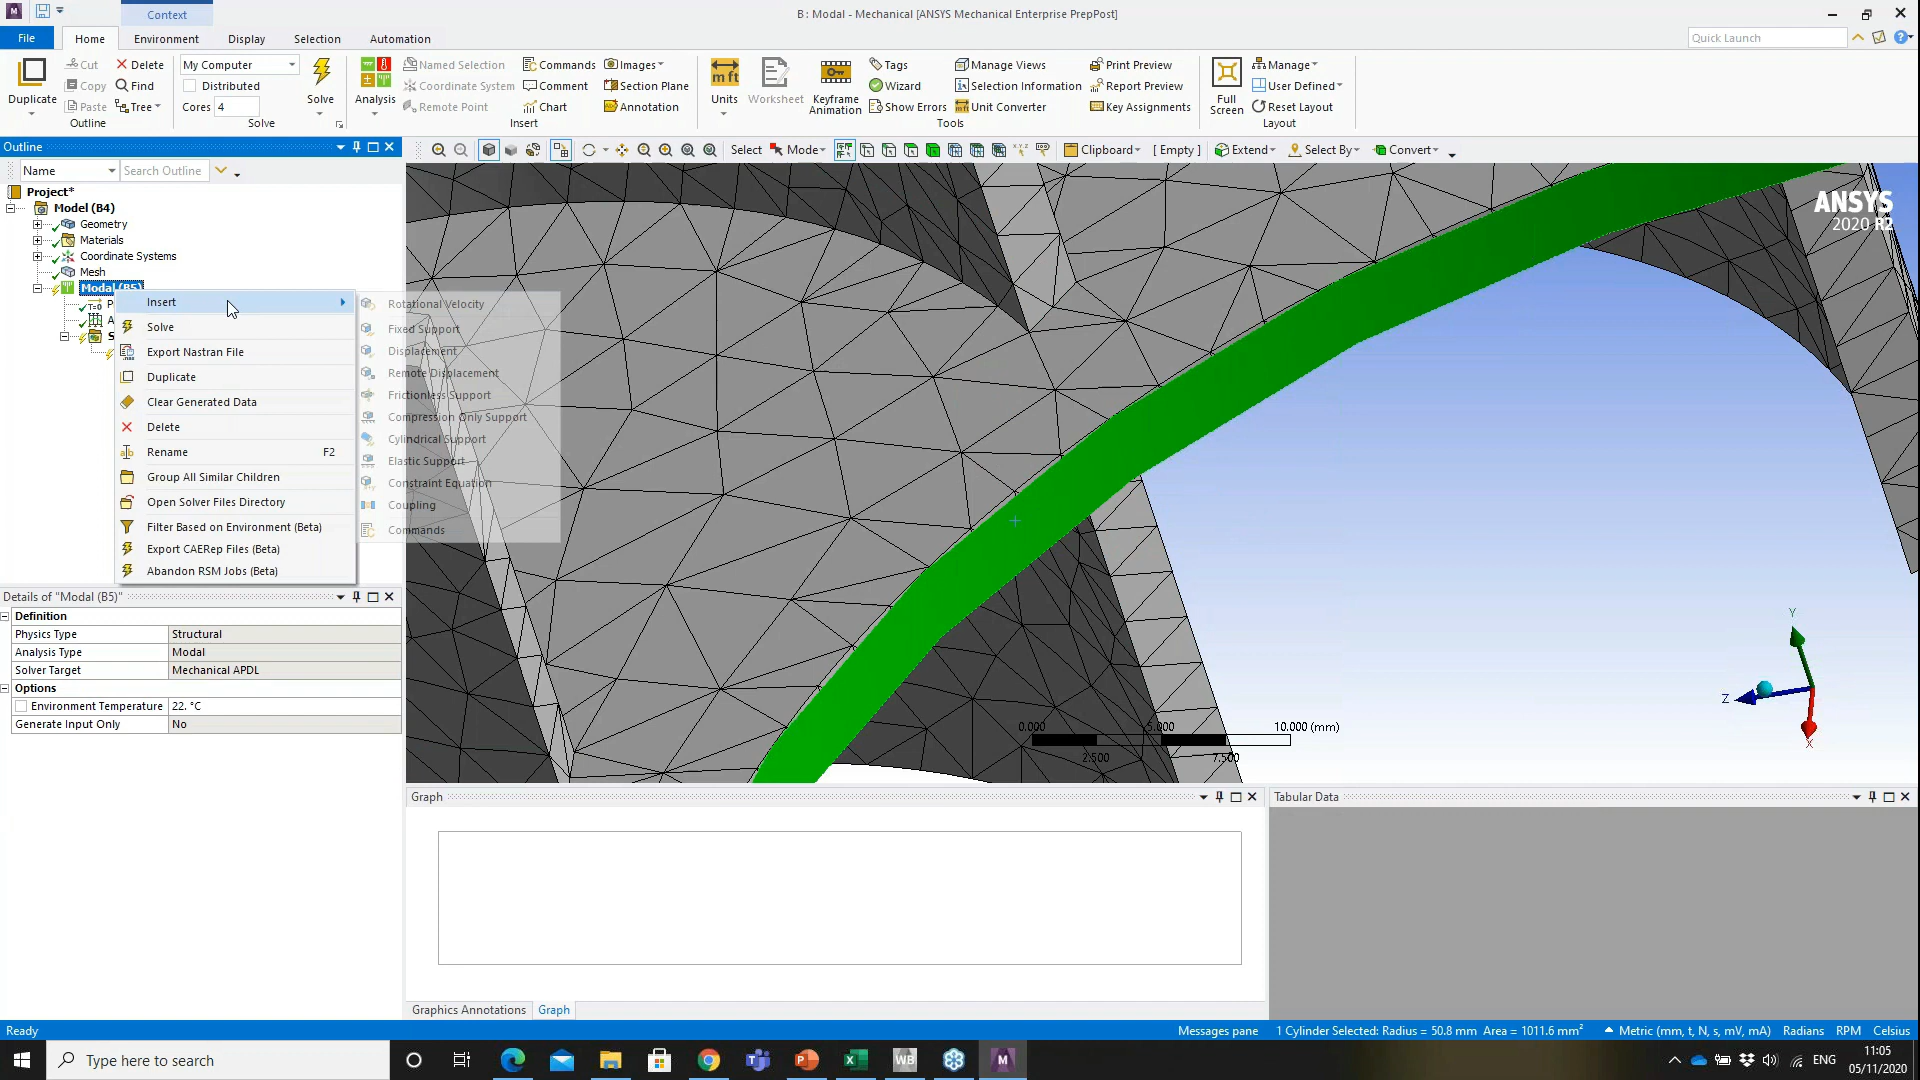 Context
B : Modal - Mechanical [ANSYS Mechanical Enterprise PrepPost]
File
Home
Environment
Display
Selection
Automation
Quick Launch
Duplicate
Cut
Copy
Paste
Delete
Find
Tree
Outline
My Computer
Distributed
Cores 4
Solve
Solve
Analysis
Named Selection
Coordinate System
Remote Point
Commands
Comment
Chart
Images
Section Plane
Annotation
Insert
Units
Worksheet
Keyframe
Animation
Tags
Wizard
Show Errors
Manage Views
Selection Information
Unit Converter
Print Preview
Report Preview
Key Assignments
Tools
Full
Screen
Manage
User Defined
Reset Layout
Layout
Outline
Name
Search Outline
Select
Mode
Clipboard
[ Empty ]
Extend
Select By
Convert
Project*
Model (B4)
Geometry
Materials
Coordinate Systems
Mesh
Modal (B5)
Insert
Solve
Export Nastran File
Duplicate
Clear Generated Data
Delete
Rename F2
Group All Similar Children
Open Solver Files Directory
Filter Based on Environment (Beta)
Export CAERep Files (Beta)
Abandon RSM Jobs (Beta)
Rotational Velocity
Fixed Support
Displacement
Remote Displacement
Frictionless Support
Compression Only Support
Cylindrical Support
Elastic Support
Constraint Equation
Coupling
Commands
ANSYS
2020 R2
Y
Z
X
0.000 5.000 10.000 (mm)
2.500 7.500
Details of "Modal (B5)"
Definition
Physics Type Structural
Analysis Type Modal
Solver Target Mechanical APDL
Options
Environment Temperature 22. °C
Generate Input Only No
Graph
Tabular Data
Graphics Annotations
Graph
Ready
Messages pane
1 Cylinder Selected: Radius = 50.8 mm Area = 1011.6 mm²
Metric (mm, t, N, s, mV, mA)
Radians
RPM
Celsius
Type here to search
WB
M
ENG
11:05
05/11/2020